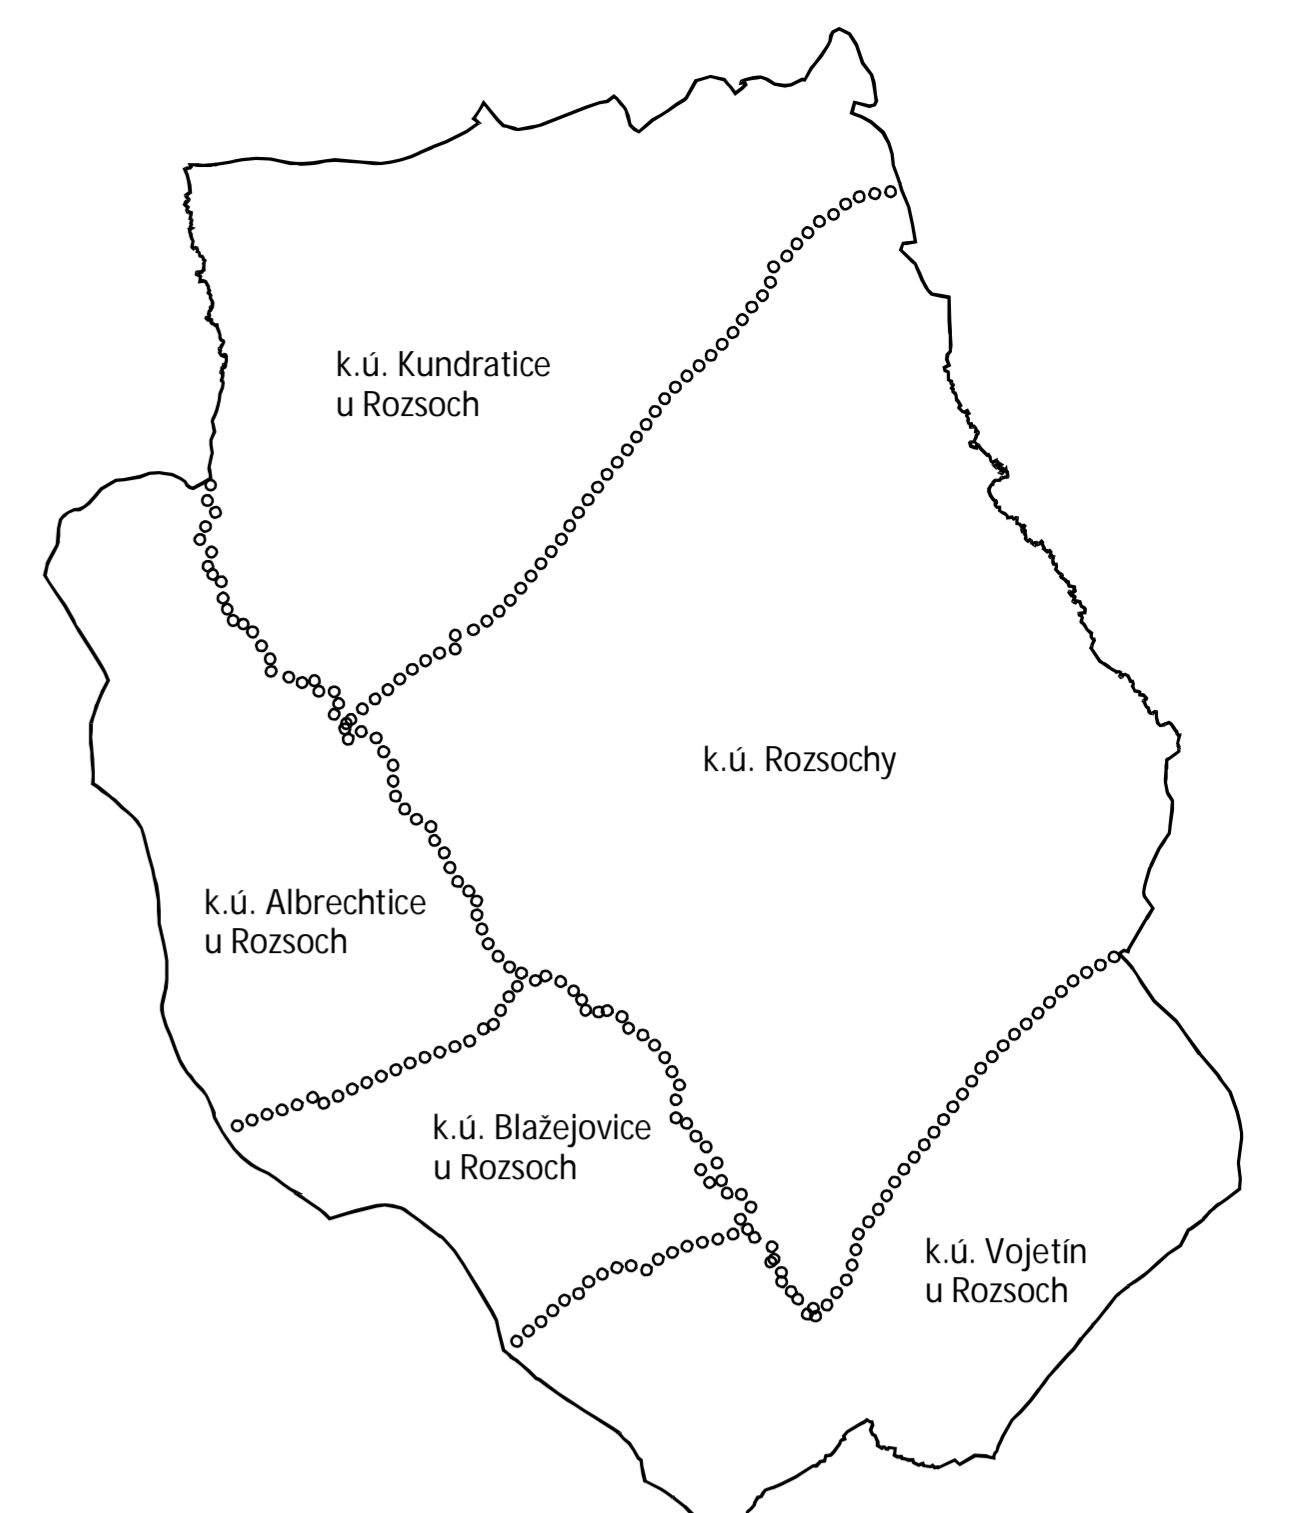 k.ú. Kundratice
u Rozsoch
k.ú. Rozsochy
k.ú. Albrechtice
u Rozsoch
k.ú. Blažejovice
u Rozsoch
k.ú. Vojetín
u Rozsoch